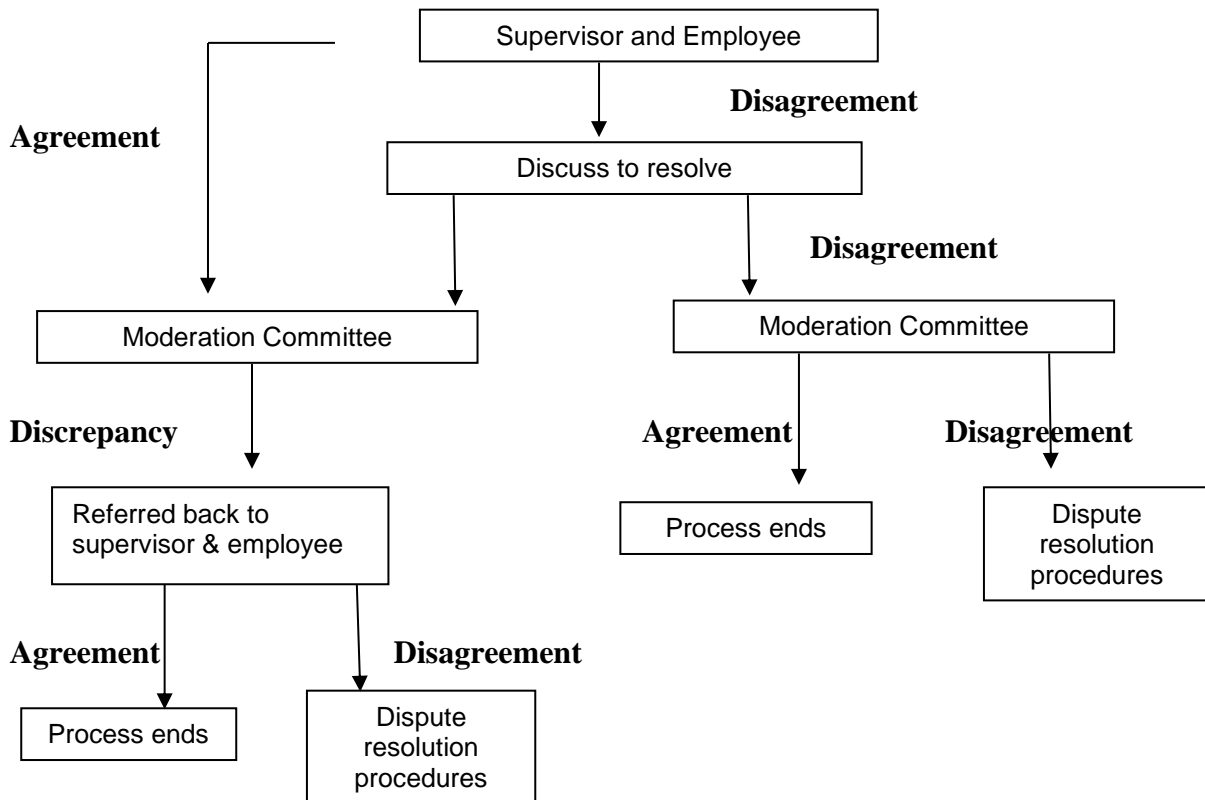 Supervisor and Employee
Disagreement
Agreement
Discuss to resolve
Disagreement
Moderation Committee
Moderation Committee
Discrepancy
Agreement
Disagreement
Referred back to
supervisor & employee
Process ends
Dispute
resolution
procedures
Agreement
Disagreement
Process ends
Dispute
resolution
procedures